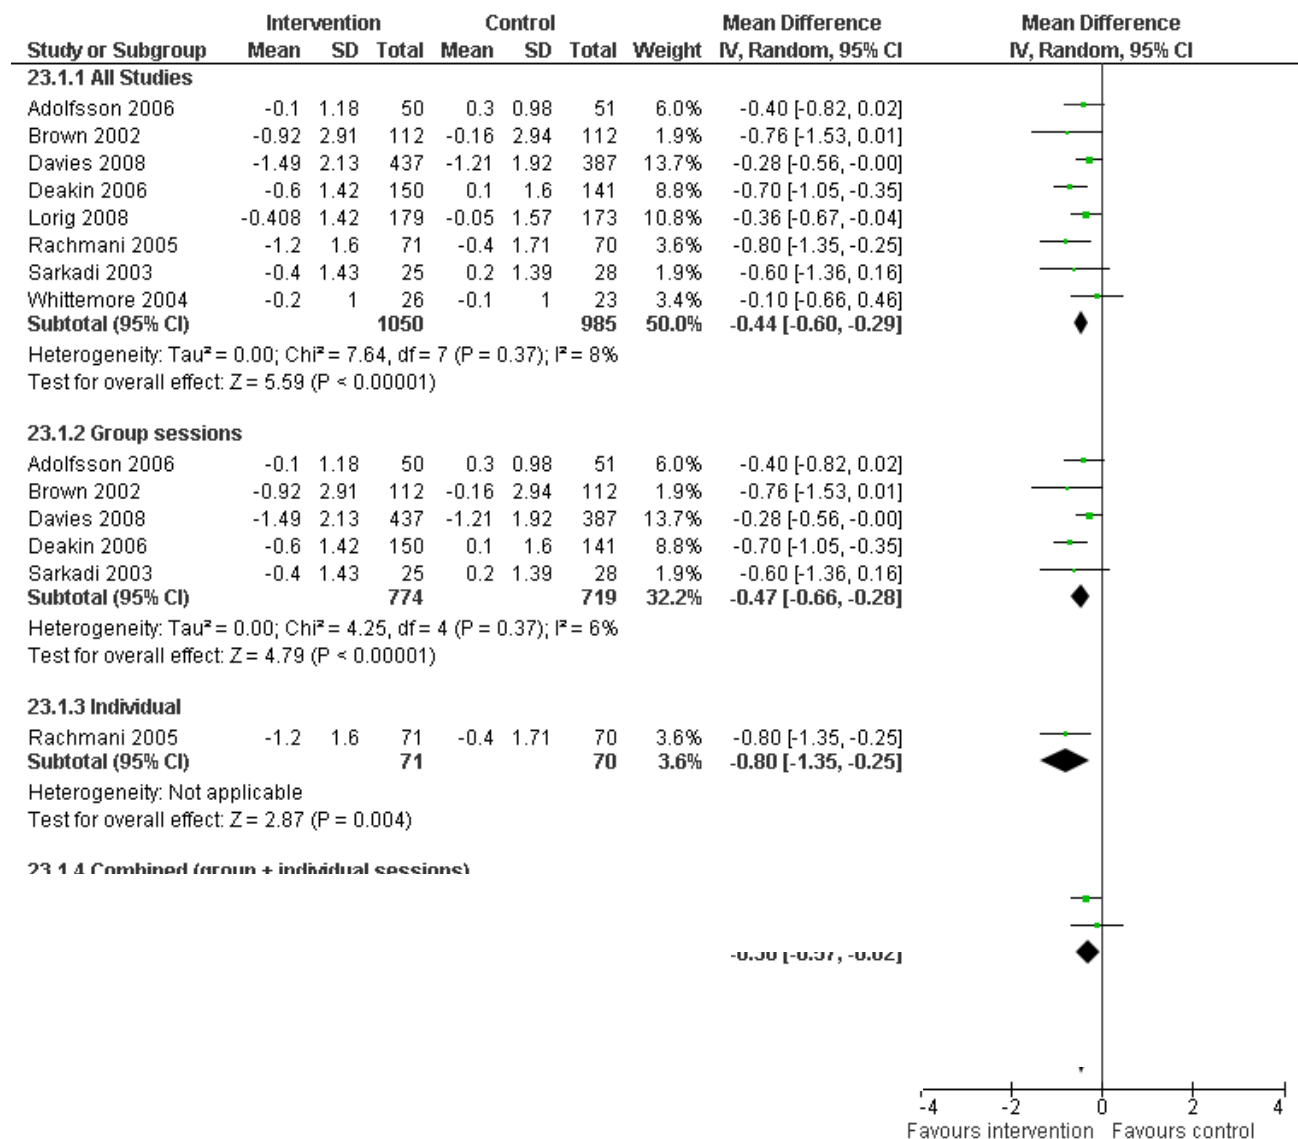 Intervention Control Mean Difference Mean Difference
Study or Subgroup Mean SD Total Mean SD Total Weight IV, Random, 95% CI IV, Random, 95% CI
23.1.1 All Studies
Adolfsson 2006 -0.1 1.18 50 0.3 0.98 51 6.0% -0.40 [-0.82, 0.02]
Brown 2002 -0.92 2.91 112 -0.16 2.94 112 1.9% -0.76 [-1.53, 0.01]
Davies 2008 -1.49 2.13 437 -1.21 1.92 387 13.7% -0.28 [-0.56, -0.00]
Deakin 2006 -0.6 1.42 150 0.1 1.6 141 8.8% -0.70 [-1.05, -0.35]
Lorig 2008 -0.408 1.42 179 -0.05 1.57 173 10.8% -0.36 [-0.67, -0.04]
Rachmani 2005 -1.2 1.6 71 -0.4 1.71 70 3.6% -0.80 [-1.35, -0.25]
Sarkadi 2003 -0.4 1.43 25 0.2 1.39 28 1.9% -0.60 [-1.36, 0.16]
Whittemore 2004 -0.2 1 26 -0.1 1 23 3.4% -0.10 [-0.66, 0.46]
Subtotal (95% CI) 1050 985 50.0% -0.44 [-0.60, -0.29]
Heterogeneity: Tau² = 0.00; Chi² = 7.64, df = 7 (P = 0.37); I² = 8%
Test for overall effect: Z = 5.59 (P < 0.00001)
23.1.2 Group sessions
Adolfsson 2006 -0.1 1.18 50 0.3 0.98 51 6.0% -0.40 [-0.82, 0.02]
Brown 2002 -0.92 2.91 112 -0.16 2.94 112 1.9% -0.76 [-1.53, 0.01]
Davies 2008 -1.49 2.13 437 -1.21 1.92 387 13.7% -0.28 [-0.56, -0.00]
Deakin 2006 -0.6 1.42 150 0.1 1.6 141 8.8% -0.70 [-1.05, -0.35]
Sarkadi 2003 -0.4 1.43 25 0.2 1.39 28 1.9% -0.60 [-1.36, 0.16]
Subtotal (95% CI) 774 719 32.2% -0.47 [-0.66, -0.28]
Heterogeneity: Tau² = 0.00; Chi² = 4.25, df = 4 (P = 0.37); I² = 6%
Test for overall effect: Z = 4.79 (P < 0.00001)
23.1.3 Individual
Rachmani 2005 -1.2 1.6 71 -0.4 1.71 70 3.6% -0.80 [-1.35, -0.25]
Subtotal (95% CI) 71 70 3.6% -0.80 [-1.35, -0.25]
Heterogeneity: Not applicable
Test for overall effect: Z = 2.87 (P = 0.004)
23.1.4 Combined (group + individual sessions)
-4 -2 0 2 4
Favours intervention Favours control